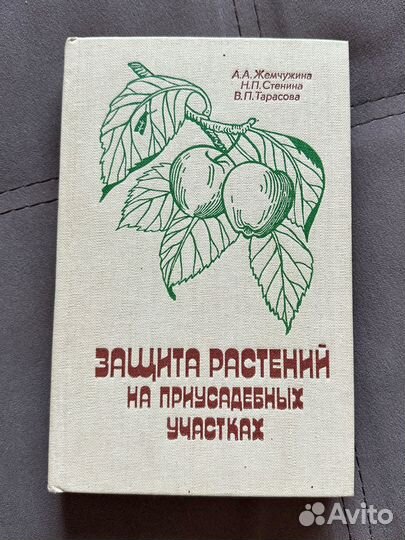 А.А.Жемчужина
Н.П.Стенина
В.П.Тарасова
ЗАЩИТА РАСТЕНИЙ
НА ПРИУСАДЕБНЫХ
УЧАСТКАХ
Avito